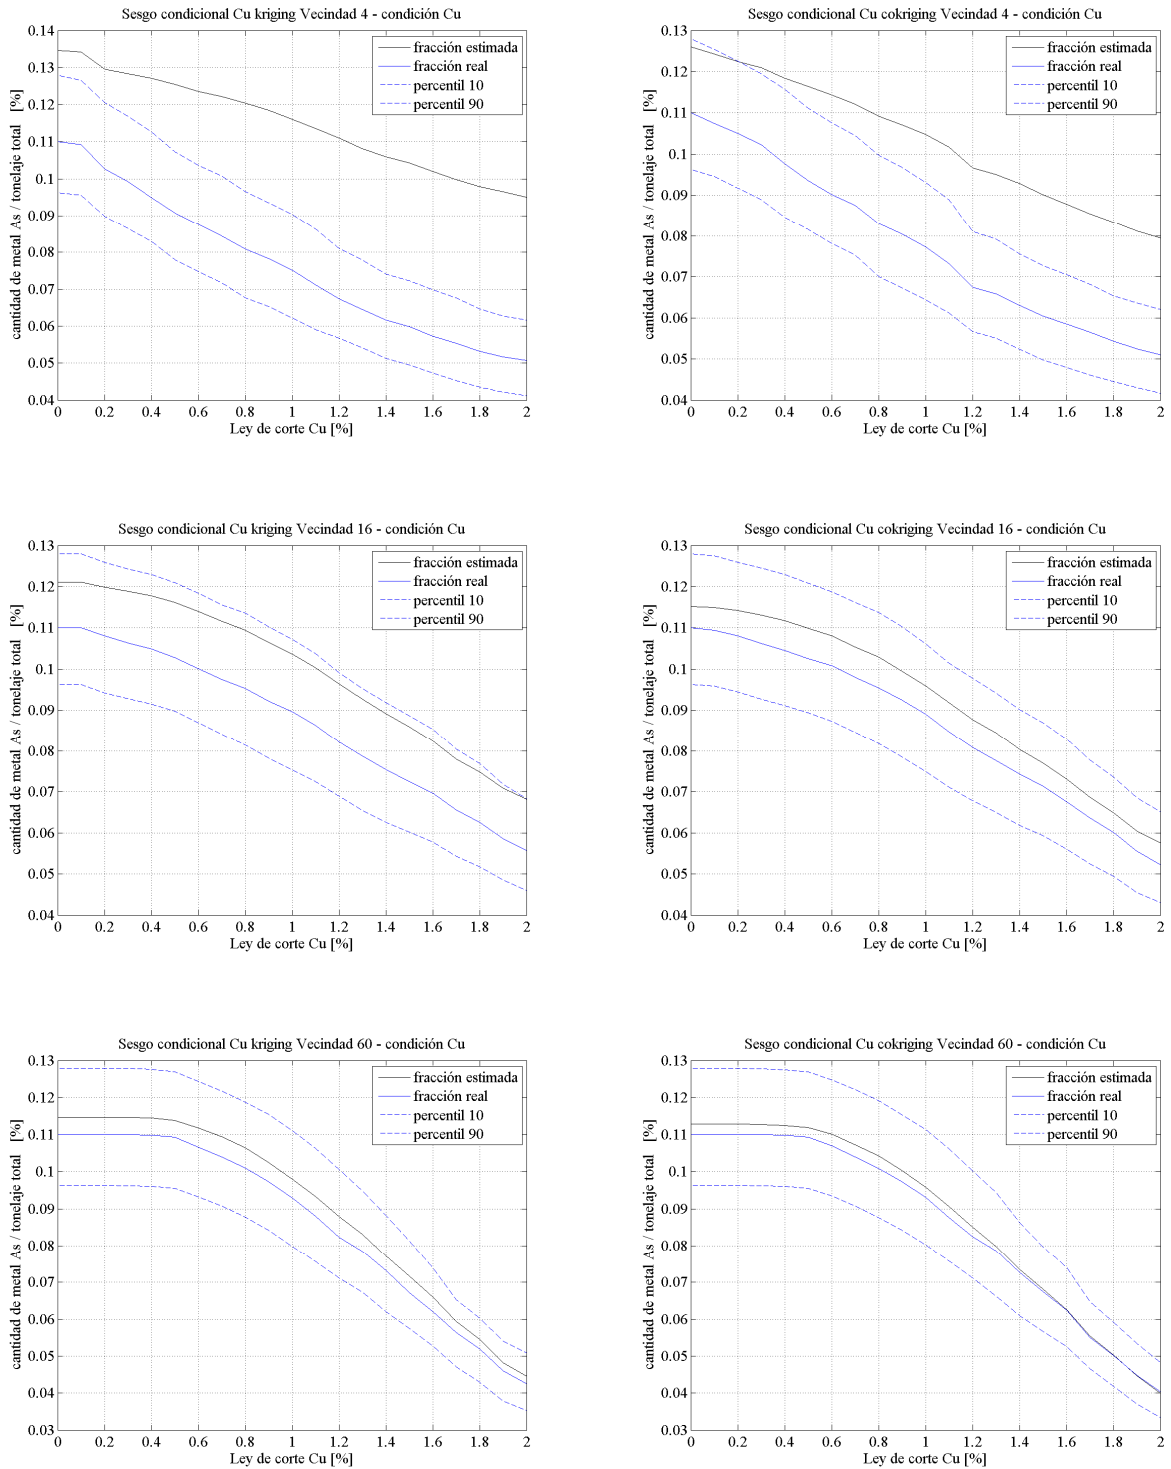 Sesgo condicional Cu kriging Vecindad 4 - condición Cu
cantidad de metal As / tonelaje total [%]
0.14
0.13
0.12
0.11
0.1
0.09
0.08
0.07
0.06
0.05
0.04
fracción estimada
fracción real
percentil 10
percentil 90
0 0.2 0.4 0.6 0.8 1 1.2 1.4 1.6 1.8 2
Ley de corte Cu [%]
Sesgo condicional Cu cokriging Vecindad 4 - condición Cu
cantidad de metal As / tonelaje total [%]
0.13
0.12
0.11
0.1
0.09
0.08
0.07
0.06
0.05
0.04
fracción estimada
fracción real
percentil 10
percentil 90
0 0.2 0.4 0.6 0.8 1 1.2 1.4 1.6 1.8 2
Ley de corte Cu [%]
Sesgo condicional Cu kriging Vecindad 16 - condición Cu
cantidad de metal As / tonelaje total [%]
0.13
0.12
0.11
0.1
0.09
0.08
0.07
0.06
0.05
0.04
fracción estimada
fracción real
percentil 10
percentil 90
0 0.2 0.4 0.6 0.8 1 1.2 1.4 1.6 1.8 2
Ley de corte Cu [%]
Sesgo condicional Cu cokriging Vecindad 16 - condición Cu
cantidad de metal As / tonelaje total [%]
0.13
0.12
0.11
0.1
0.09
0.08
0.07
0.06
0.05
0.04
fracción estimada
fracción real
percentil 10
percentil 90
0 0.2 0.4 0.6 0.8 1 1.2 1.4 1.6 1.8 2
Ley de corte Cu [%]
Sesgo condicional Cu kriging Vecindad 60 - condición Cu
cantidad de metal As / tonelaje total [%]
0.13
0.12
0.11
0.1
0.09
0.08
0.07
0.06
0.05
0.04
0.03
fracción estimada
fracción real
percentil 10
percentil 90
0 0.2 0.4 0.6 0.8 1 1.2 1.4 1.6 1.8 2
Ley de corte Cu [%]
Sesgo condicional Cu cokriging Vecindad 60 - condición Cu
cantidad de metal As / tonelaje total [%]
0.13
0.12
0.11
0.1
0.09
0.08
0.07
0.06
0.05
0.04
0.03
fracción estimada
fracción real
percentil 10
percentil 90
0 0.2 0.4 0.6 0.8 1 1.2 1.4 1.6 1.8 2
Ley de corte Cu [%]